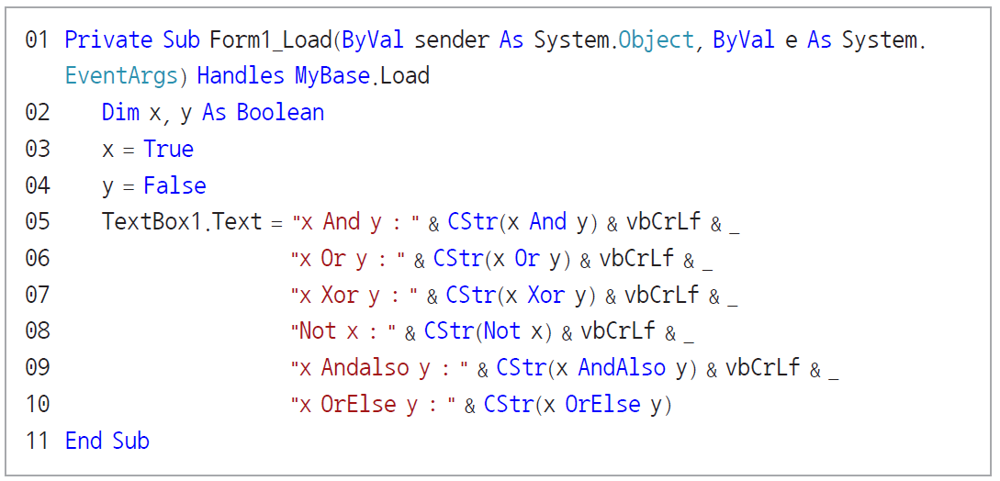 01 Private Sub Form1_Load(ByVal sender As System.Object, ByVal e As System.
EventArgs) Handles MyBase.Load
02 Dim x, y As Boolean
03 x = True
04 y = False
05 TextBox1.Text = "x And y : " & CStr(x And y) & vbCrLf & _
06 "x Or y : " & CStr(x Or y) & vbCrLf & _
07 "x Xor y : " & CStr(x Xor y) & vbCrLf & _
08 "Not x : " & CStr(Not x) & vbCrLf & _
09 "x Andalso y : " & CStr(x AndAlso y) & vbCrLf & _
10 "x OrElse y : " & CStr(x OrElse y)
11 End Sub